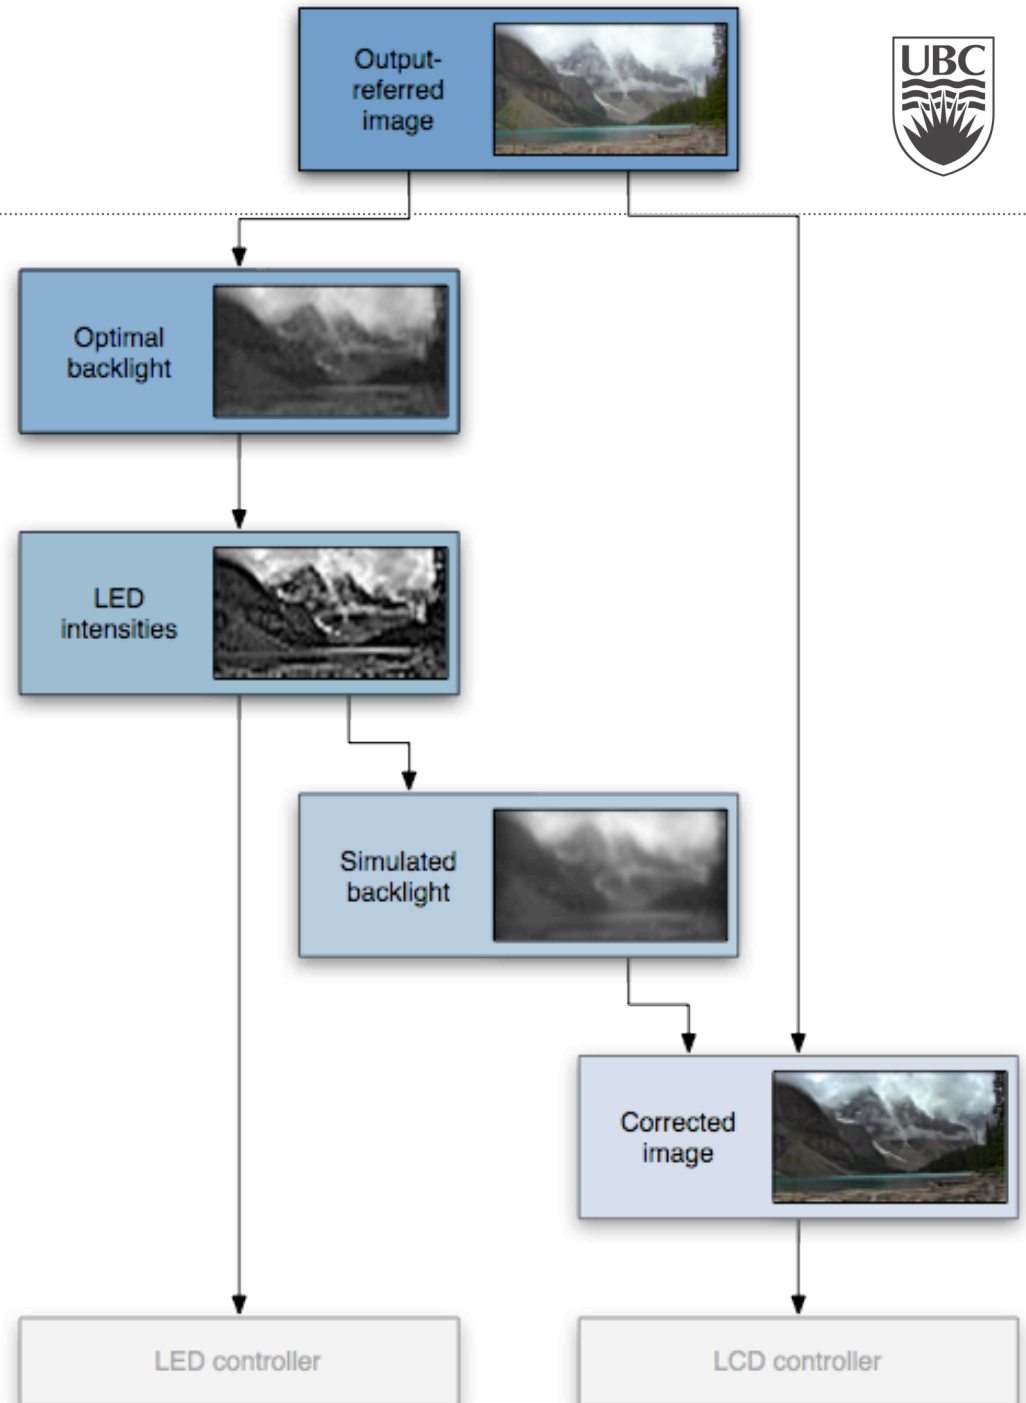 Output-
referred
image
UBC
Optimal
backlight
LED
intensities
Simulated
backlight
Corrected
image
LED controller
LCD controller